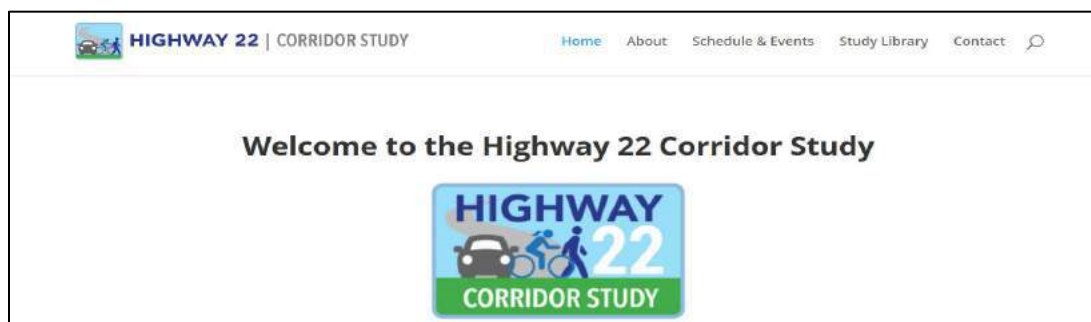 HIGHWAY 22 | CORRIDOR STUDY
Home About Schedule & Events Study Library Contact
Welcome to the Highway 22 Corridor Study
HIGHWAY
22
CORRIDOR STUDY